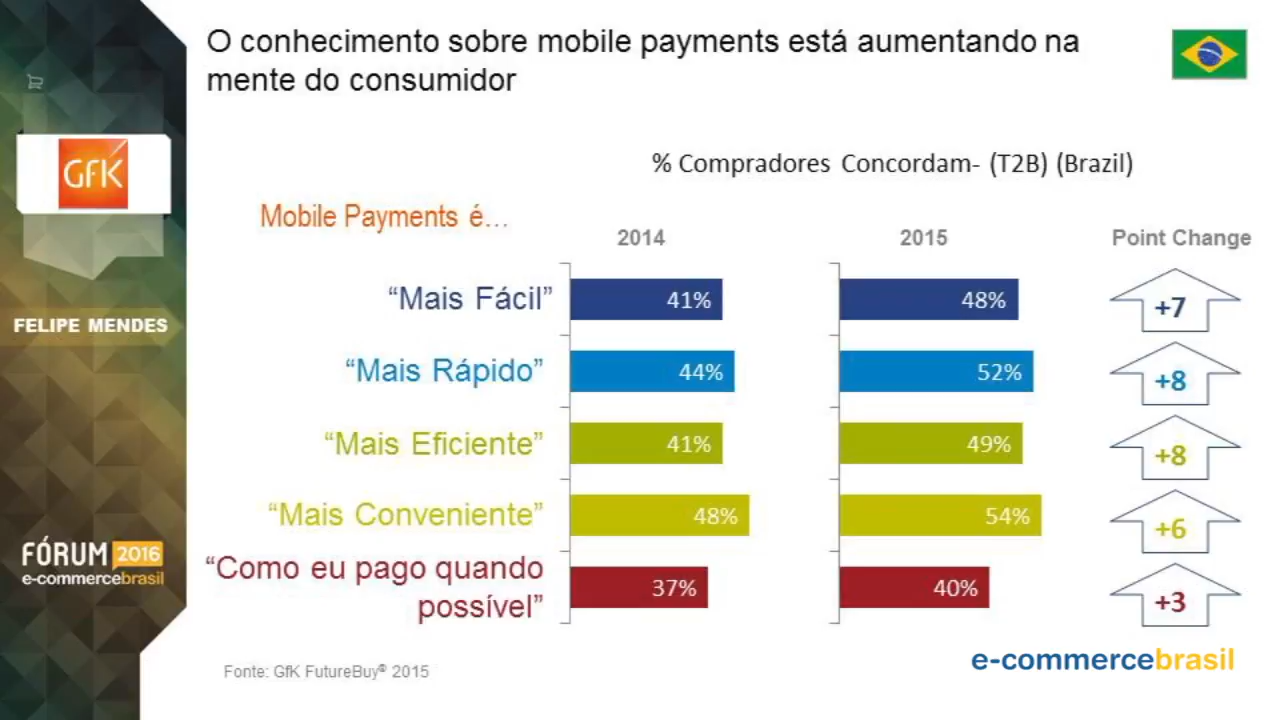 O conhecimento sobre mobile payments está aumentando na
mente do consumidor
GfK
FELIPE MENDES
FÓRUM 2016
e-commercebrasil
% Compradores Concordam- (T2B) (Brazil)
Mobile Payments é...
2014 2015 Point Change
“Mais Fácil” 41% 48% +7
“Mais Rápido” 44% 52% +8
“Mais Eficiente” 41% 49% +8
“Mais Conveniente” 48% 54% +6
“Como eu pago quando
possível” 37% 40% +3
Fonte: GfK FutureBuy® 2015
e-commercebrasil